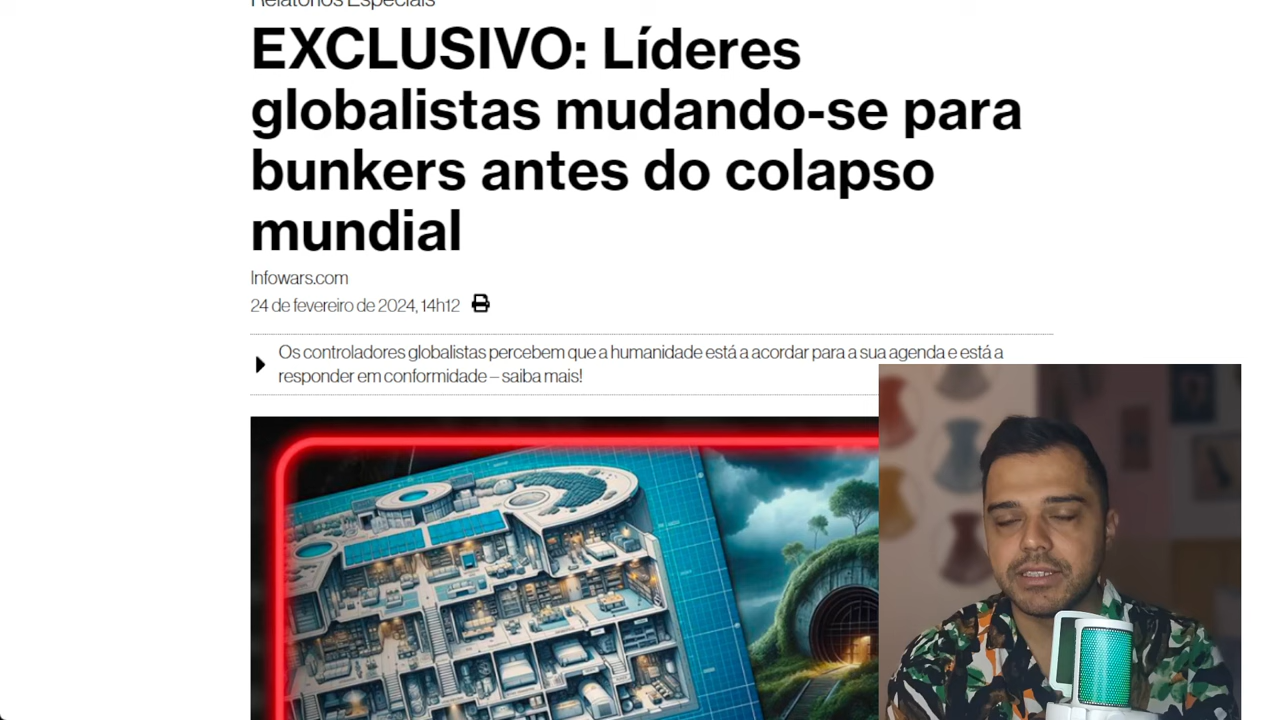 Relatórios Especiais
EXCLUSIVO: Líderes
globalistas mudando-se para
bunkers antes do colapso
mundial
Infowars.com
24 de fevereiro de 2024, 14h12
Os controladores globalistas percebem que a humanidade está a acordar para a sua agenda e está a
responder em conformidade – saiba mais!